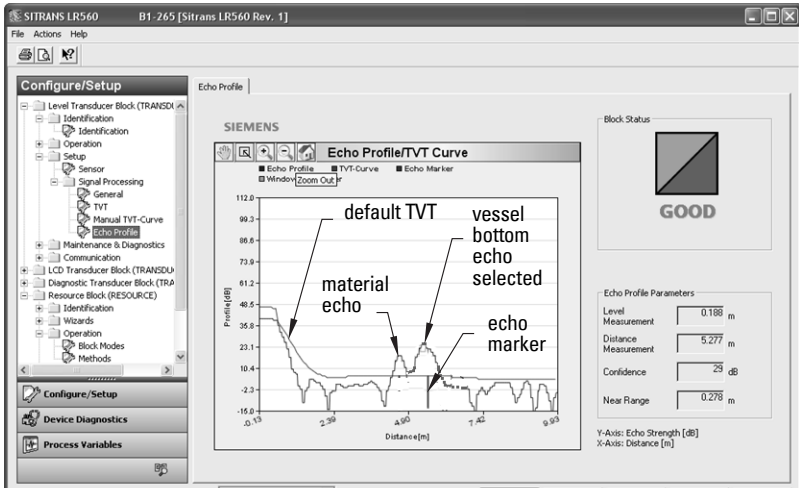 SITRANS LR560 B1-265 [Sitrans LR560 Rev. 1]
File Actions Help
Configure/Setup
Level Transducer Block (TRANSDU
Identification
Identification
Operation
Setup
Sensor
Signal Processing
General
TVT
Manual TVT-Curve
Echo Profile
Maintenance & Diagnostics
Communication
LCD Transducer Block (TRANSDU
Diagnostic Transducer Block (TRA
Resource Block (RESOURCE)
Identification
Wizards
Operation
Block Modes
Methods
Configure/Setup
Device Diagnostics
Process Variables
Echo Profile
SIEMENS
Echo Profile/TVT Curve
Echo Profile TVT-Curve Echo Marker
Window Zoom Out er
112.0
99.3
86.6
73.9
61.2
48.5
35.8
23.1
10.4
-2.3
-15.0
Profile[dB]
-0.13 2.39 4.90 7.42 9.93
Distance[m]
default TVT
material
echo
vessel
bottom
echo
selected
echo
marker
Block Status
GOOD
Echo Profile Parameters
Level
Measurement 0.188 m
Distance
Measurement 5.277 m
Confidence 29 dB
Near Range 0.278 m
Y-Axis: Echo Strength [dB]
X-Axis: Distance [m]